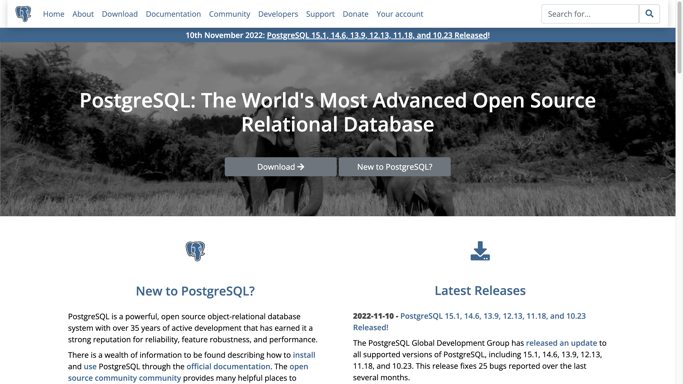 Home About Download Documentation Community Developers Support Donate Your account Search for...
10th November 2022: PostgreSQL 15.1, 14.6, 13.9, 12.13, 11.18, and 10.23 Released!
PostgreSQL: The World's Most Advanced Open Source
Relational Database
Download New to PostgreSQL?
New to PostgreSQL?
PostgreSQL is a powerful, open source object-relational database
system with over 35 years of active development that has earned it a
strong reputation for reliability, feature robustness, and performance.
There is a wealth of information to be found describing how to install
and use PostgreSQL through the official documentation. The open
source community community provides many helpful places to
Latest Releases
2022-11-10 - PostgreSQL 15.1, 14.6, 13.9, 12.13, 11.18, and 10.23
Released!
The PostgreSQL Global Development Group has released an update to
all supported versions of PostgreSQL, including 15.1, 14.6, 13.9, 12.13,
11.18, and 10.23. This release fixes 25 bugs reported over the last
several months.